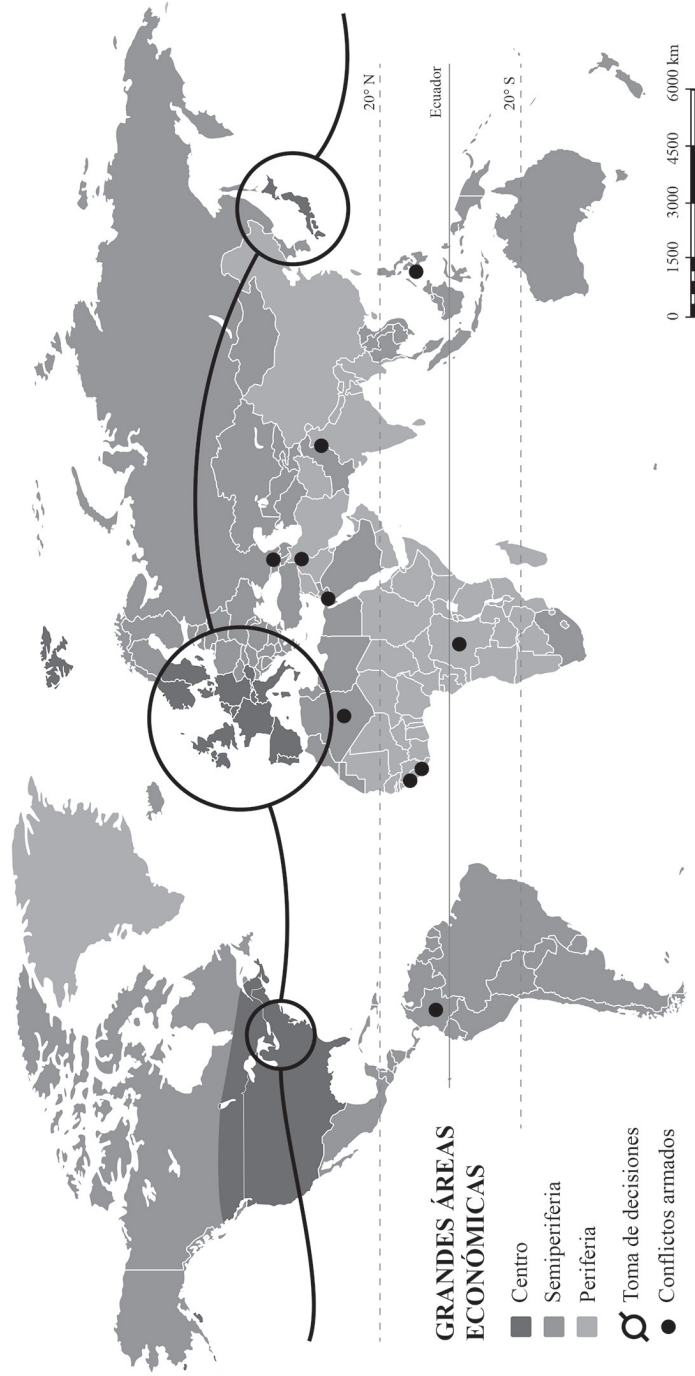 20° N
Ecuador
20° S
GRANDES ÁREAS
ECONÓMICAS
Centro
Semiperiferia
Periferia
Toma de decisiones
Conflictos armados
0 1500 3000 4500 6000 km